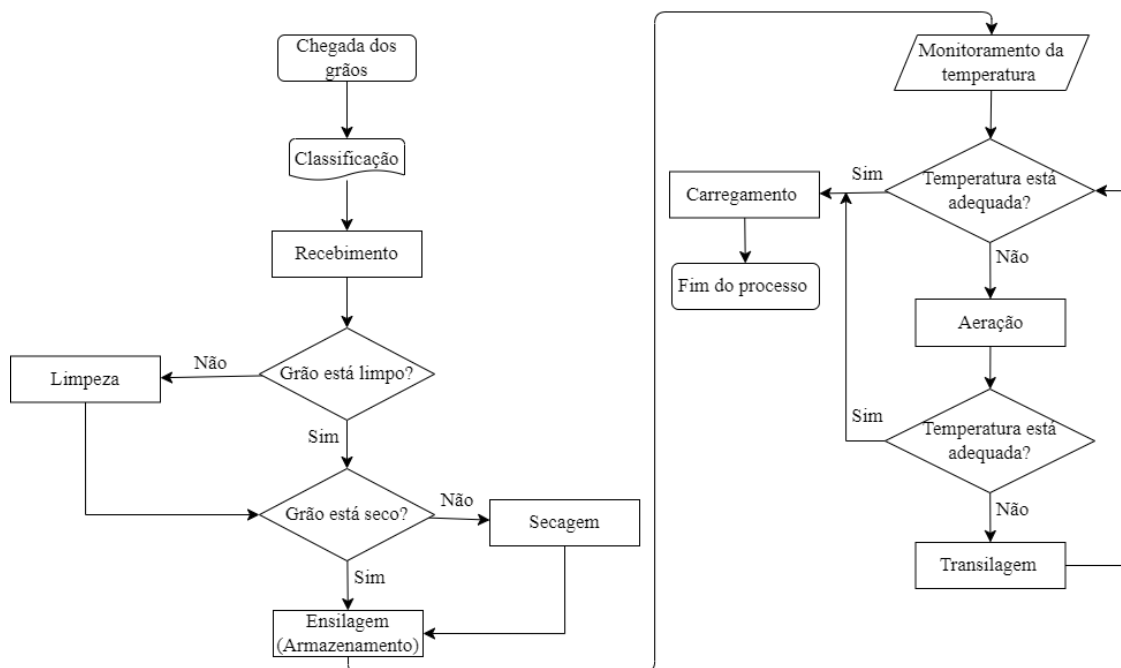 Chegada dos
grãos
Classificação
Recebimento
Grão está limpo?
Não
Limpeza
Sim
Grão está seco?
Não
Secagem
Sim
Ensilagem
(Armazenamento)
Monitoramento da
temperatura
Temperatura está
adequada?
Sim
Carregamento
Fim do processo
Não
Aeração
Temperatura está
adequada?
Sim
Não
Transilagem